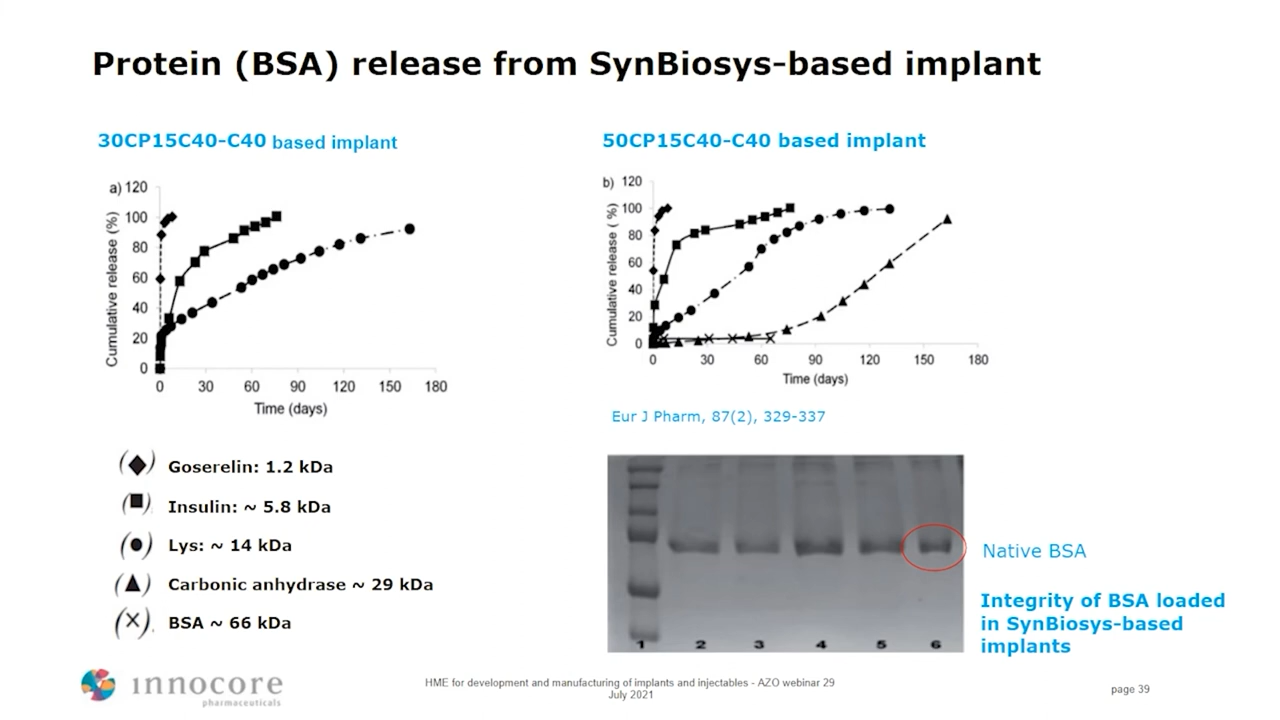 Protein (BSA) release from SynBiosys-based implant
30CP15C40-C40 based implant
a) 120
100
80
60
40
20
0
Cumulative release (%)
0 30 60 90 120 150 180
Time (days)
(◆) Goserelin: 1.2 kDa
(■) Insulin: ~ 5.8 kDa
(●) Lys: ~ 14 kDa
(▲) Carbonic anhydrase ~ 29 kDa
(×) BSA ~ 66 kDa
50CP15C40-C40 based implant
b) 120
100
80
60
40
20
0
Cumulative release ( %)
0 30 60 90 120 150 180
Time (days)
Eur J Pharm, 87(2), 329-337
1 2 3 4 5 6
Native BSA
Integrity of BSA loaded
in SynBiosys-based
implants
innocore
pharmaceuticals
HME for development and manufacturing of implants and injectables - AZO webinar 29
July 2021
page 39